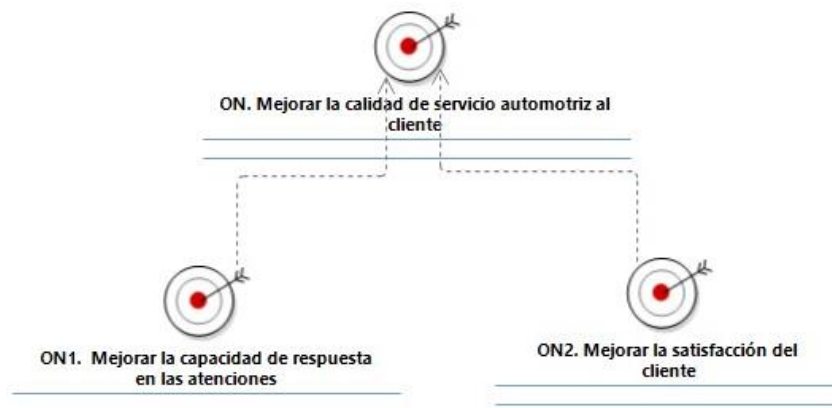 ON. Mejorar la calidad de servicio automotriz al
cliente
ON1. Mejorar la capacidad de respuesta
en las atenciones
ON2. Mejorar la satisfacción del
cliente